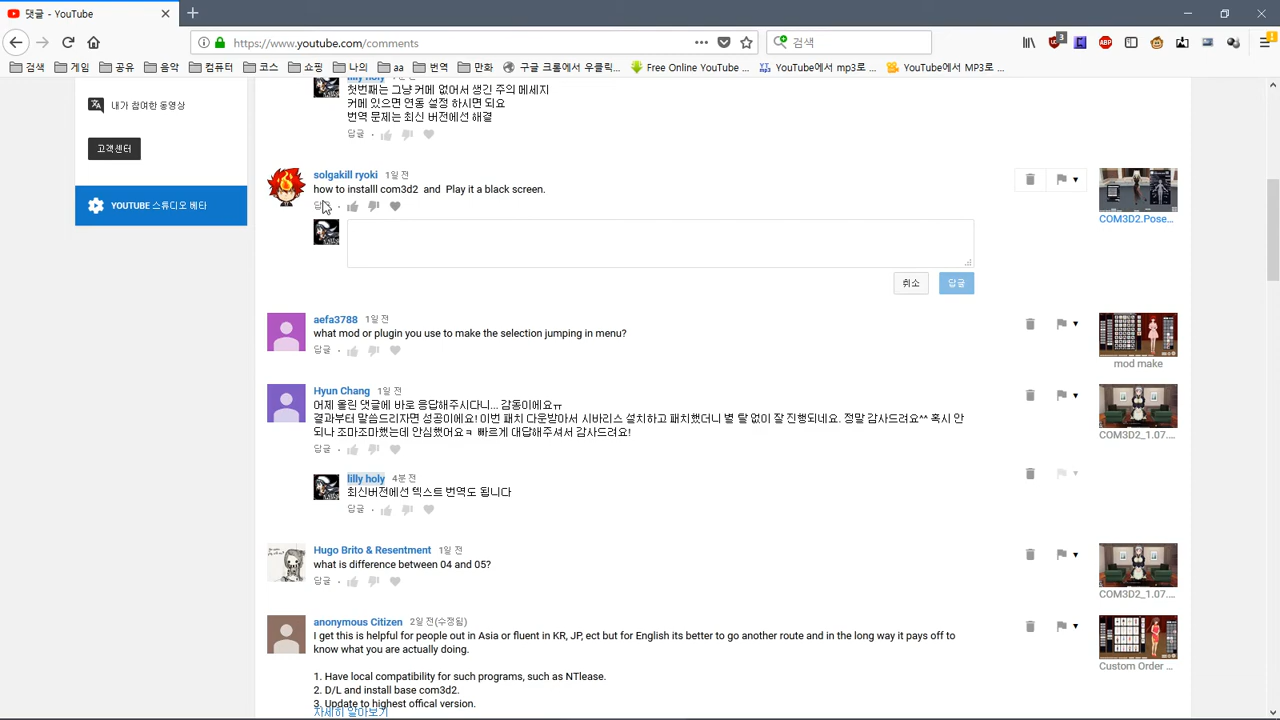 댓글 - YouTube
https://www.youtube.com/comments
검색
3
검색 게임 공유 음악 컴퓨터 코스 쇼핑 나의 aa 번역 만화 구글 크롬에서 우클릭... Free Online YouTube ... YouTube에서 mp3로 ... YouTube에서 MP3로 ...
내가 참여한 동영상
고객센터
YOUTUBE 스튜디오 베타
lilly holy
첫번째는 그냥 커메 없어서 생긴 주의 메세지
커메 있으면 연동 설정 하시면 되요
번역 문제는 최신 버전에선 해결
답글
solgakill ryoki 1일 전
how to installl com3d2 and Play it a black screen.
COM3D2.Pose...
취소 답글
aefa3788 1일 전
what mod or plugin you use to make the selection jumping in menu?
답글
mod make
Hyun Chang 1일 전
어제 올린 댓글에 바로 응답해주시다니... 감동이에요ㅠ
결과부터 말씀드리자면 성공이에요! 이번 패치 다운받아서 시바리스 설치하고 패치했더니 별 탈 없이 잘 진행되네요. 정말 감사드려요^^ 혹시 안
되나 조마조마했는데 안심했마요ㅋ 빠르게 대답해주셔서 감사드려요!
답글
COM3D2_1.07....
lilly holy 4분 전
최신버전에선 텍스트 번역도 됩니다
답글
Hugo Brito & Resentment 1일 전
what is difference between 04 and 05?
답글
COM3D2_1.07....
anonymous Citizen 2일 전(수정됨)
I get this is helpful for people out in Asia or fluent in KR, JP, ect but for English its better to go another route and in the long way it pays off to
know what you are actually doing.
1. Have local compatibility for such programs, such as NTlease.
2. D/L and install base com3d2.
3. Update to highest offical version.
자세히 알아보기
Custom Order ...